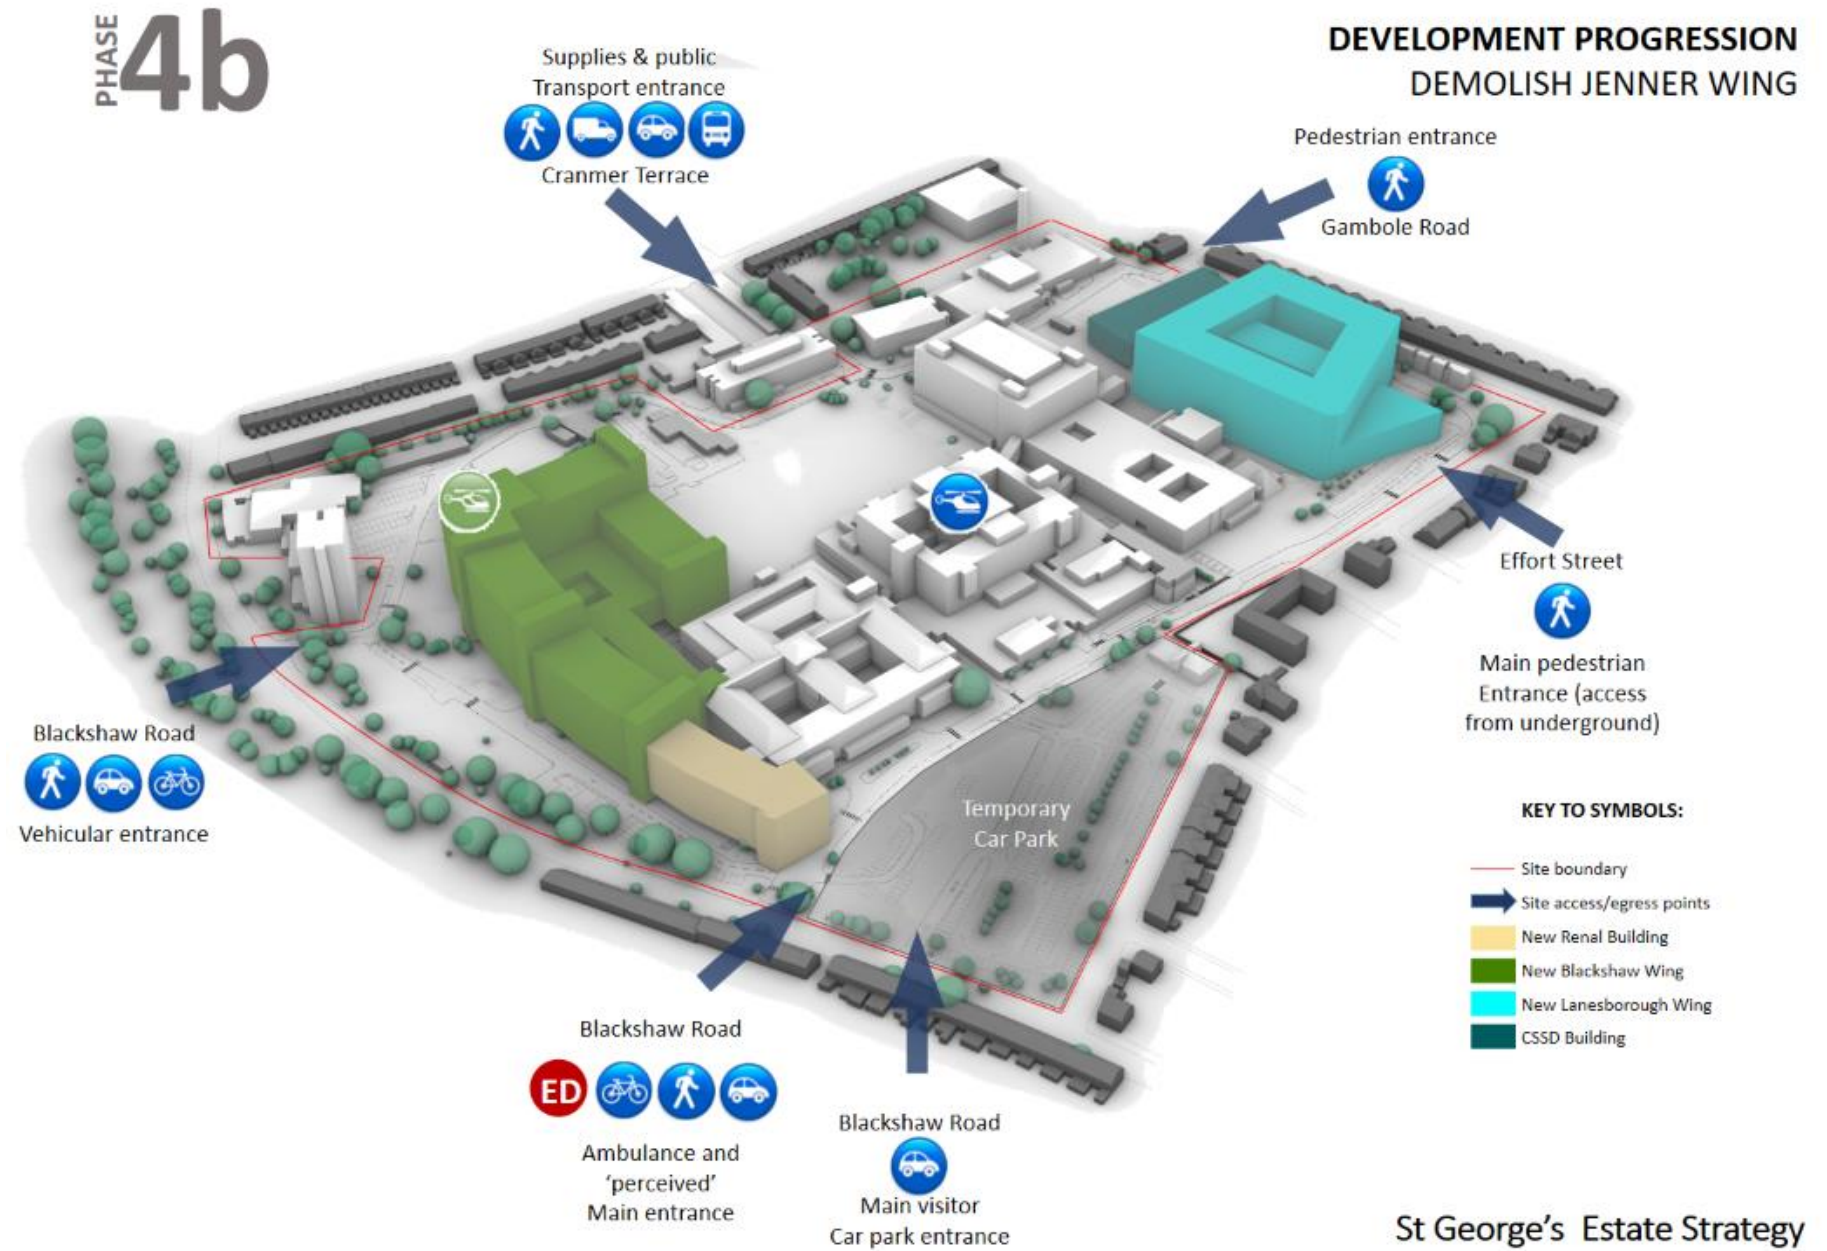 PHASE
4b
DEVELOPMENT PROGRESSION
DEMOLISH JENNER WING
Supplies & public
Transport entrance
Cranmer Terrace
Pedestrian entrance
Gambole Road
Effort Street
Main pedestrian
Entrance (access
from underground)
Blackshaw Road
Vehicular entrance
Temporary
Car Park
KEY TO SYMBOLS:
Site boundary
Site access/egress points
New Renal Building
New Blackshaw Wing
New Lanesborough Wing
CSSD Building
Blackshaw Road
ED
Ambulance and
‘perceived’
Main entrance
Blackshaw Road
Main visitor
Car park entrance
St George’s Estate Strategy